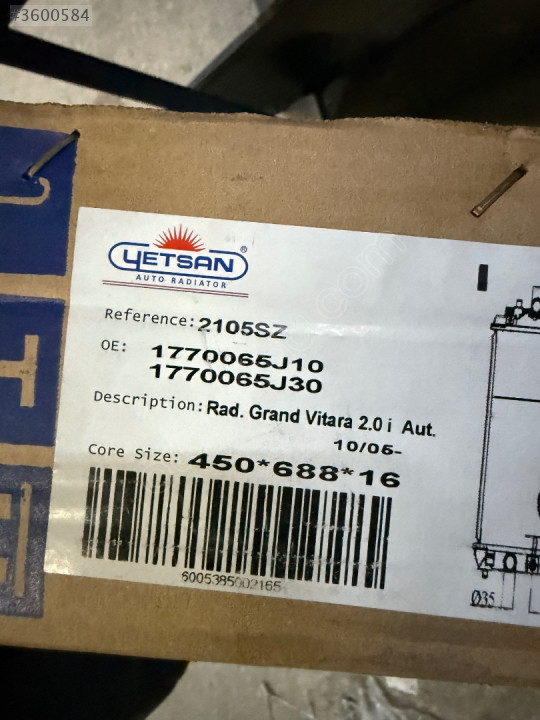 #3600584
YETSAN®
AUTO RADIATOR
Reference: 2105SZ
OE: 1770065J10
1770065J30
Description: Rad. Grand Vitara 2.0 i Aut.
10/05-
Core Size: 450*688*16
6005385002165
Ø35